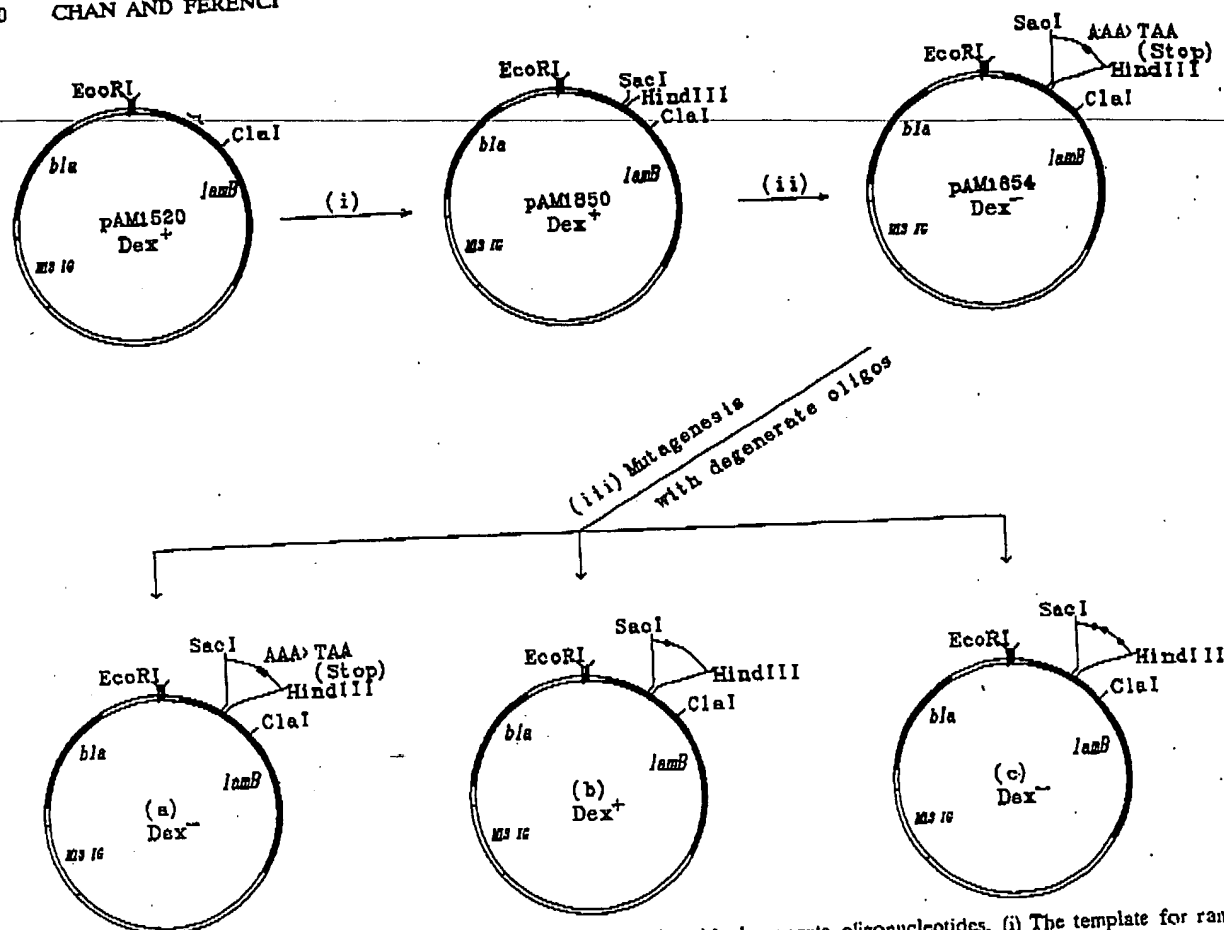 0 CHAN AND FERENCI
EcoRI
ClaI
bla
lamB
pAM1520
Dex+
M13 IG
(i)
EcoRI
SacI
HindIII
ClaI
bla
lamB
pAM1850
Dex+
M13 IG
(ii)
SacI
AAA> TAA
(Stop)
EcoRI
HindIII
ClaI
bla
lamB
pAM1854
Dex−
M13 IG
(iii) Mutagenesis
with degenerate oligos
SacI
AAA> TAA
(Stop)
EcoRI
HindIII
ClaI
bla
lamB
(a)
Dex−
M13 IG
SacI
EcoRI
HindIII
ClaI
bla
lamB
(b)
Dex+
M13 IG
SacI
EcoRI
HindIII
ClaI
bla
lamB
(c)
Dex−
M13 IG
oligonucleotides. (i) The template for ran